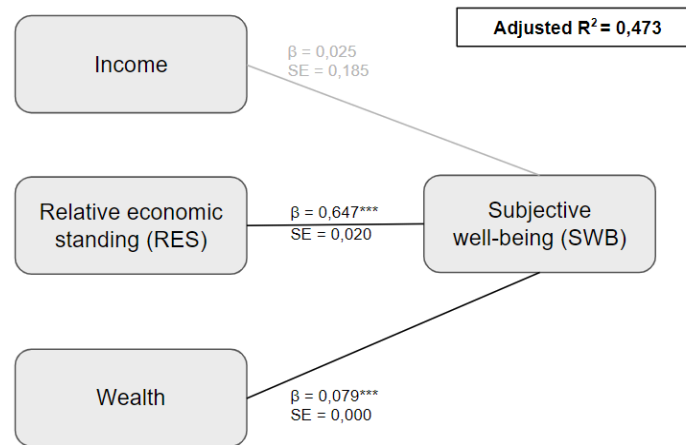 Adjusted R² = 0,473
Income
β = 0,025
SE = 0,185
Relative economic
standing (RES)
β = 0,647***
SE = 0,020
Subjective
well-being (SWB)
Wealth
β = 0,079***
SE = 0,000